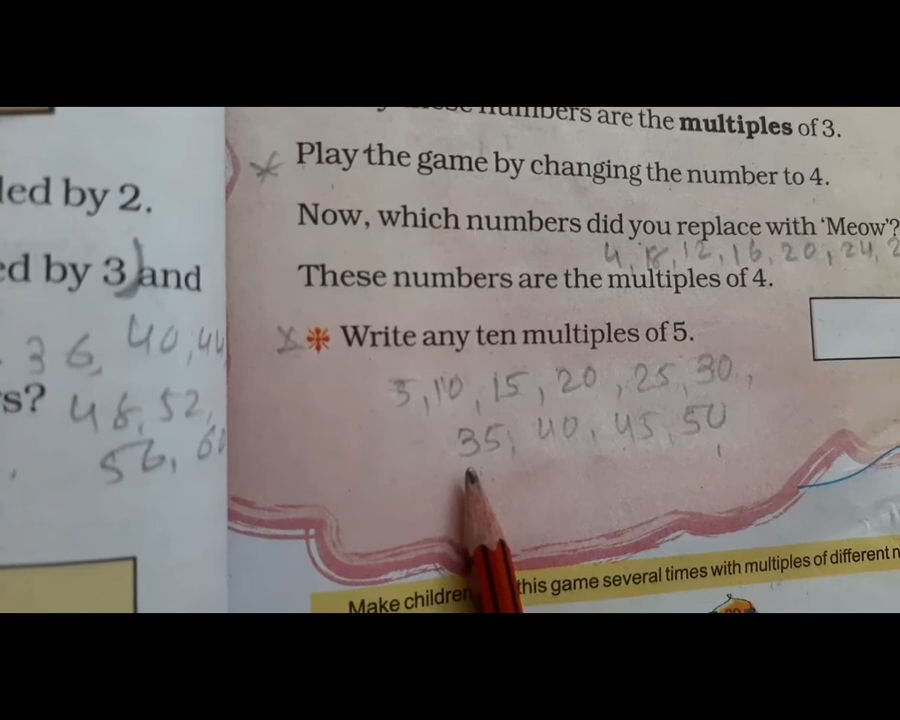 led by 2.
ed by 3 and
36, 40, 44
s? 48, 52,
56, 60
numbers are the multiples of 3.
Play the game by changing the number to 4.
Now, which numbers did you replace with ‘Meow’?
4, 8, 12, 16, 20, 24, 2
These numbers are the multiples of 4.
Write any ten multiples of 5.
5, 10, 15, 20, 25, 30,
35, 40, 45, 50
Make children this game several times with multiples of different n